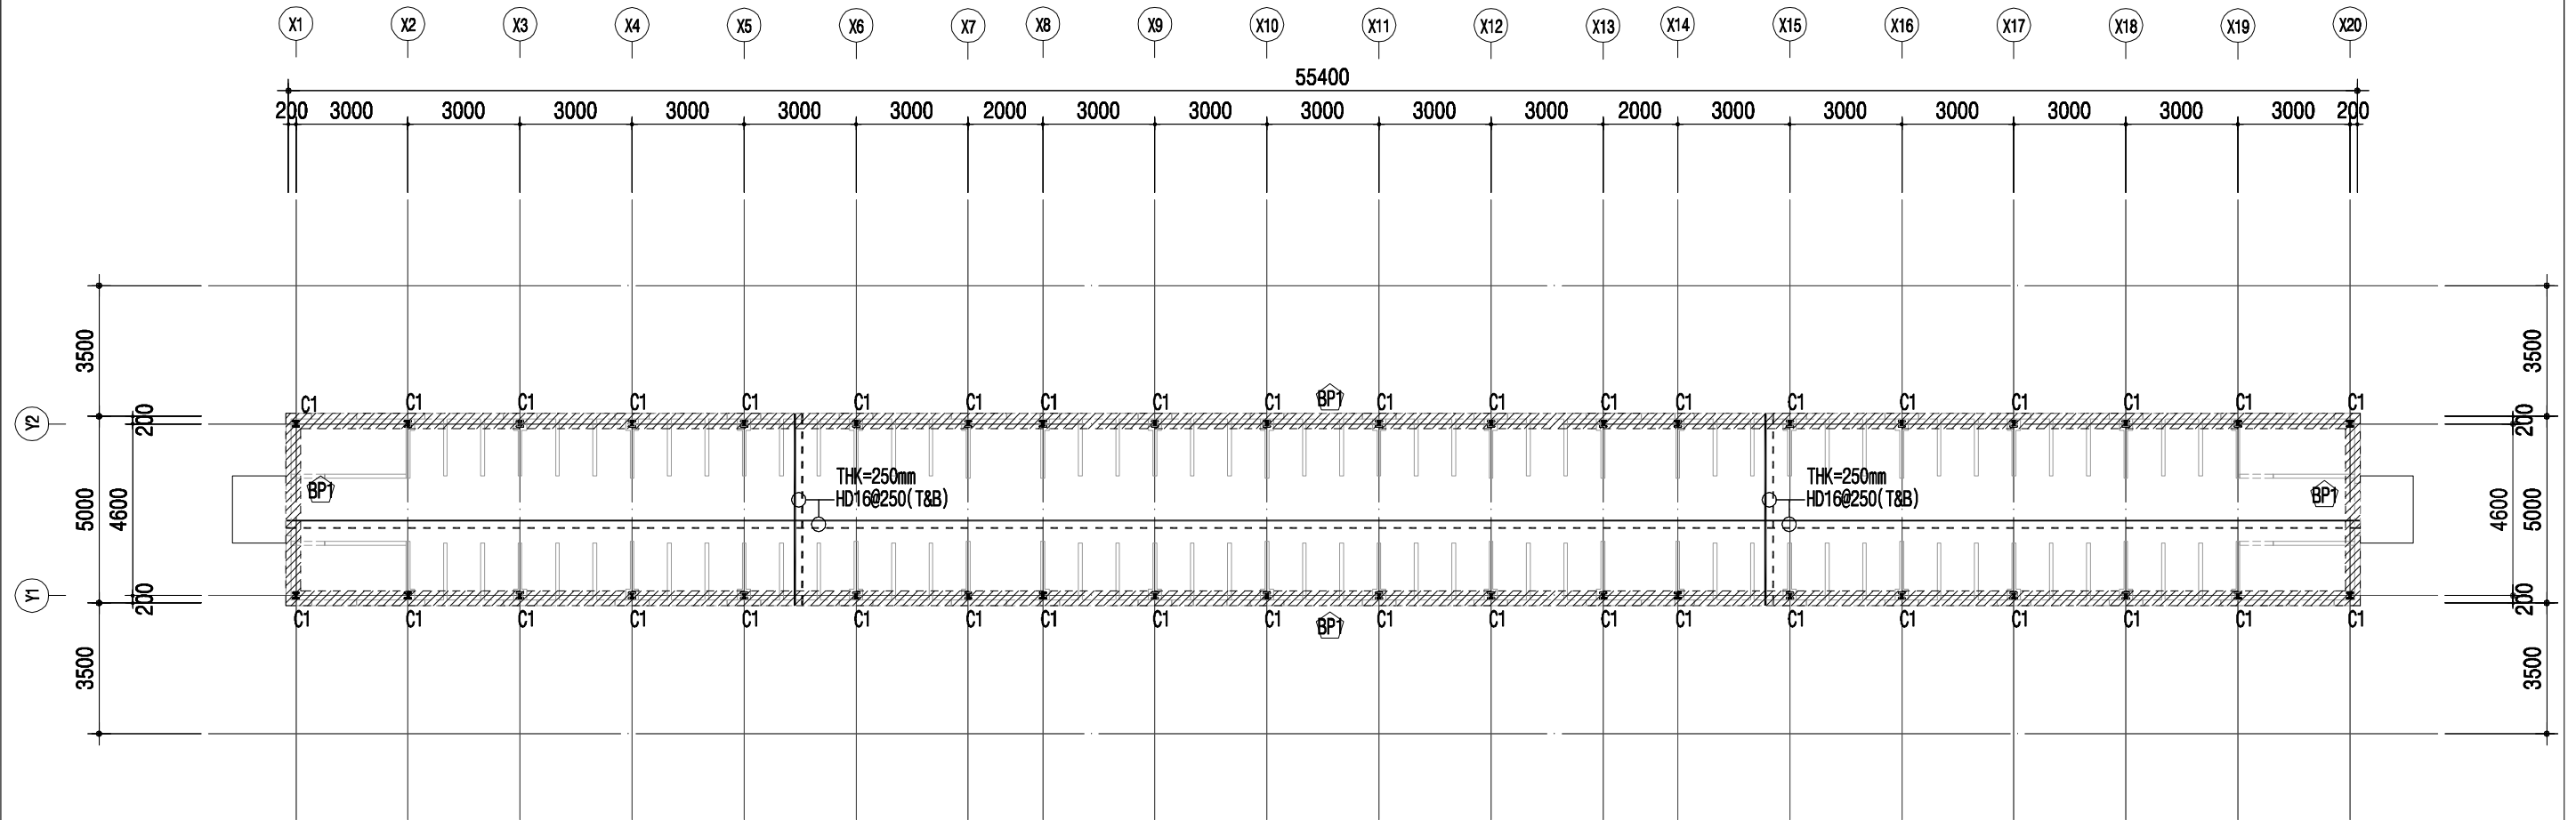 X1 X2 X3 X4 X5 X6 X7 X8 X9 X10 X11 X12 X13 X14 X15 X16 X17 X18 X19 X20
55400
200 3000 3000 3000 3000 3000 3000 2000 3000 3000 3000 3000 3000 2000 3000 3000 3000 3000 3000 3000 200
3500 3500
BP1
C1 C1 C1 C1 C1 C1 C1 C1 C1 C1 C1 C1 C1 C1 C1 C1 C1 C1 C1 C1
Y2 200 200
THK=250mm THK=250mm
BP1 HD16@250(T&B) HD16@250(T&B) BP1
5000 4600 4600 5000
Y1 200 200
C1 C1 C1 C1 C1 C1 C1 C1 C1 C1 C1 C1 C1 C1 C1 C1 C1 C1 C1 C1
BP1
3500 3500